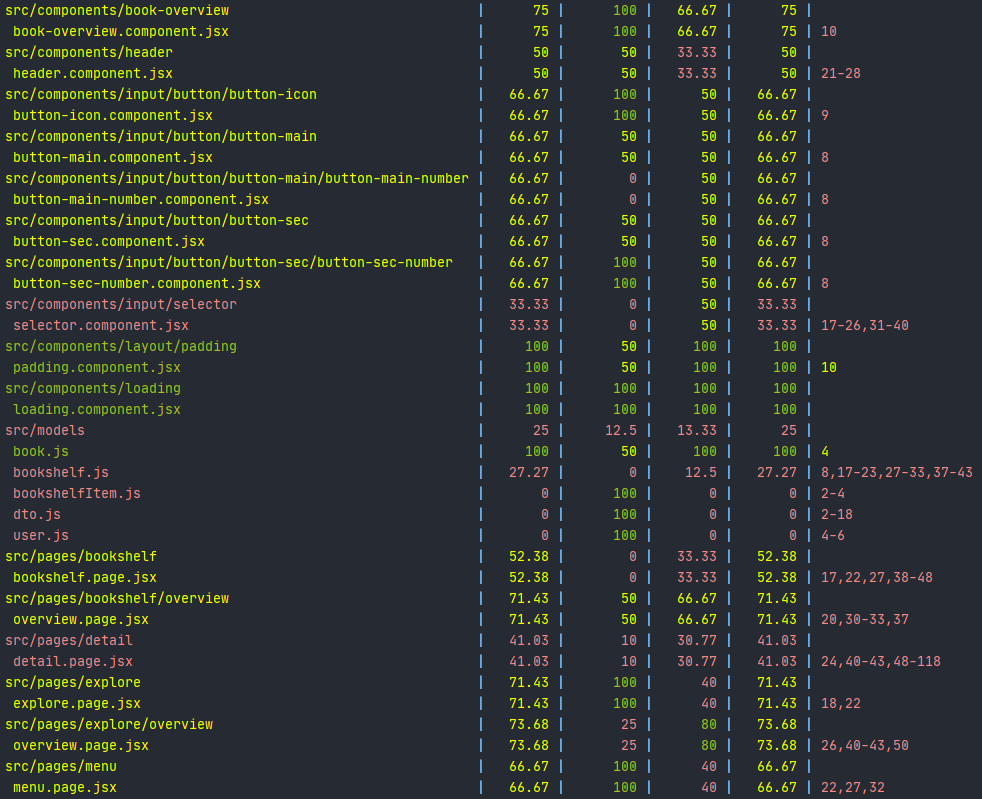 src/components/book-overview | 75 | 100 | 66.67 | 75 |
book-overview.component.jsx | 75 | 100 | 66.67 | 75 | 10
src/components/header | 50 | 50 | 33.33 | 50 |
header.component.jsx | 50 | 50 | 33.33 | 50 | 21-28
src/components/input/button/button-icon | 66.67 | 100 | 50 | 66.67 |
button-icon.component.jsx | 66.67 | 100 | 50 | 66.67 | 9
src/components/input/button/button-main | 66.67 | 50 | 50 | 66.67 |
button-main.component.jsx | 66.67 | 50 | 50 | 66.67 | 8
src/components/input/button/button-main/button-main-number | 66.67 | 0 | 50 | 66.67 |
button-main-number.component.jsx | 66.67 | 0 | 50 | 66.67 | 8
src/components/input/button/button-sec | 66.67 | 50 | 50 | 66.67 |
button-sec.component.jsx | 66.67 | 50 | 50 | 66.67 | 8
src/components/input/button/button-sec/button-sec-number | 66.67 | 100 | 50 | 66.67 |
button-sec-number.component.jsx | 66.67 | 100 | 50 | 66.67 | 8
src/components/input/selector | 33.33 | 0 | 50 | 33.33 |
selector.component.jsx | 33.33 | 0 | 50 | 33.33 | 17-26,31-40
src/components/layout/padding | 100 | 50 | 100 | 100 |
padding.component.jsx | 100 | 50 | 100 | 100 | 10
src/components/loading | 100 | 100 | 100 | 100 |
loading.component.jsx | 100 | 100 | 100 | 100 |
src/models | 25 | 12.5 | 13.33 | 25 |
book.js | 100 | 50 | 100 | 100 | 4
bookshelf.js | 27.27 | 0 | 12.5 | 27.27 | 8,17-23,27-33,37-43
bookshelfItem.js | 0 | 100 | 0 | 0 | 2-4
dto.js | 0 | 100 | 0 | 0 | 2-18
user.js | 0 | 100 | 0 | 0 | 4-6
src/pages/bookshelf | 52.38 | 0 | 33.33 | 52.38 |
bookshelf.page.jsx | 52.38 | 0 | 33.33 | 52.38 | 17,22,27,38-48
src/pages/bookshelf/overview | 71.43 | 50 | 66.67 | 71.43 |
overview.page.jsx | 71.43 | 50 | 66.67 | 71.43 | 20,30-33,37
src/pages/detail | 41.03 | 10 | 30.77 | 41.03 |
detail.page.jsx | 41.03 | 10 | 30.77 | 41.03 | 24,40-43,48-118
src/pages/explore | 71.43 | 100 | 40 | 71.43 |
explore.page.jsx | 71.43 | 100 | 40 | 71.43 | 18,22
src/pages/explore/overview | 73.68 | 25 | 80 | 73.68 |
overview.page.jsx | 73.68 | 25 | 80 | 73.68 | 26,40-43,50
src/pages/menu | 66.67 | 100 | 40 | 66.67 |
menu.page.jsx | 66.67 | 100 | 40 | 66.67 | 22,27,32